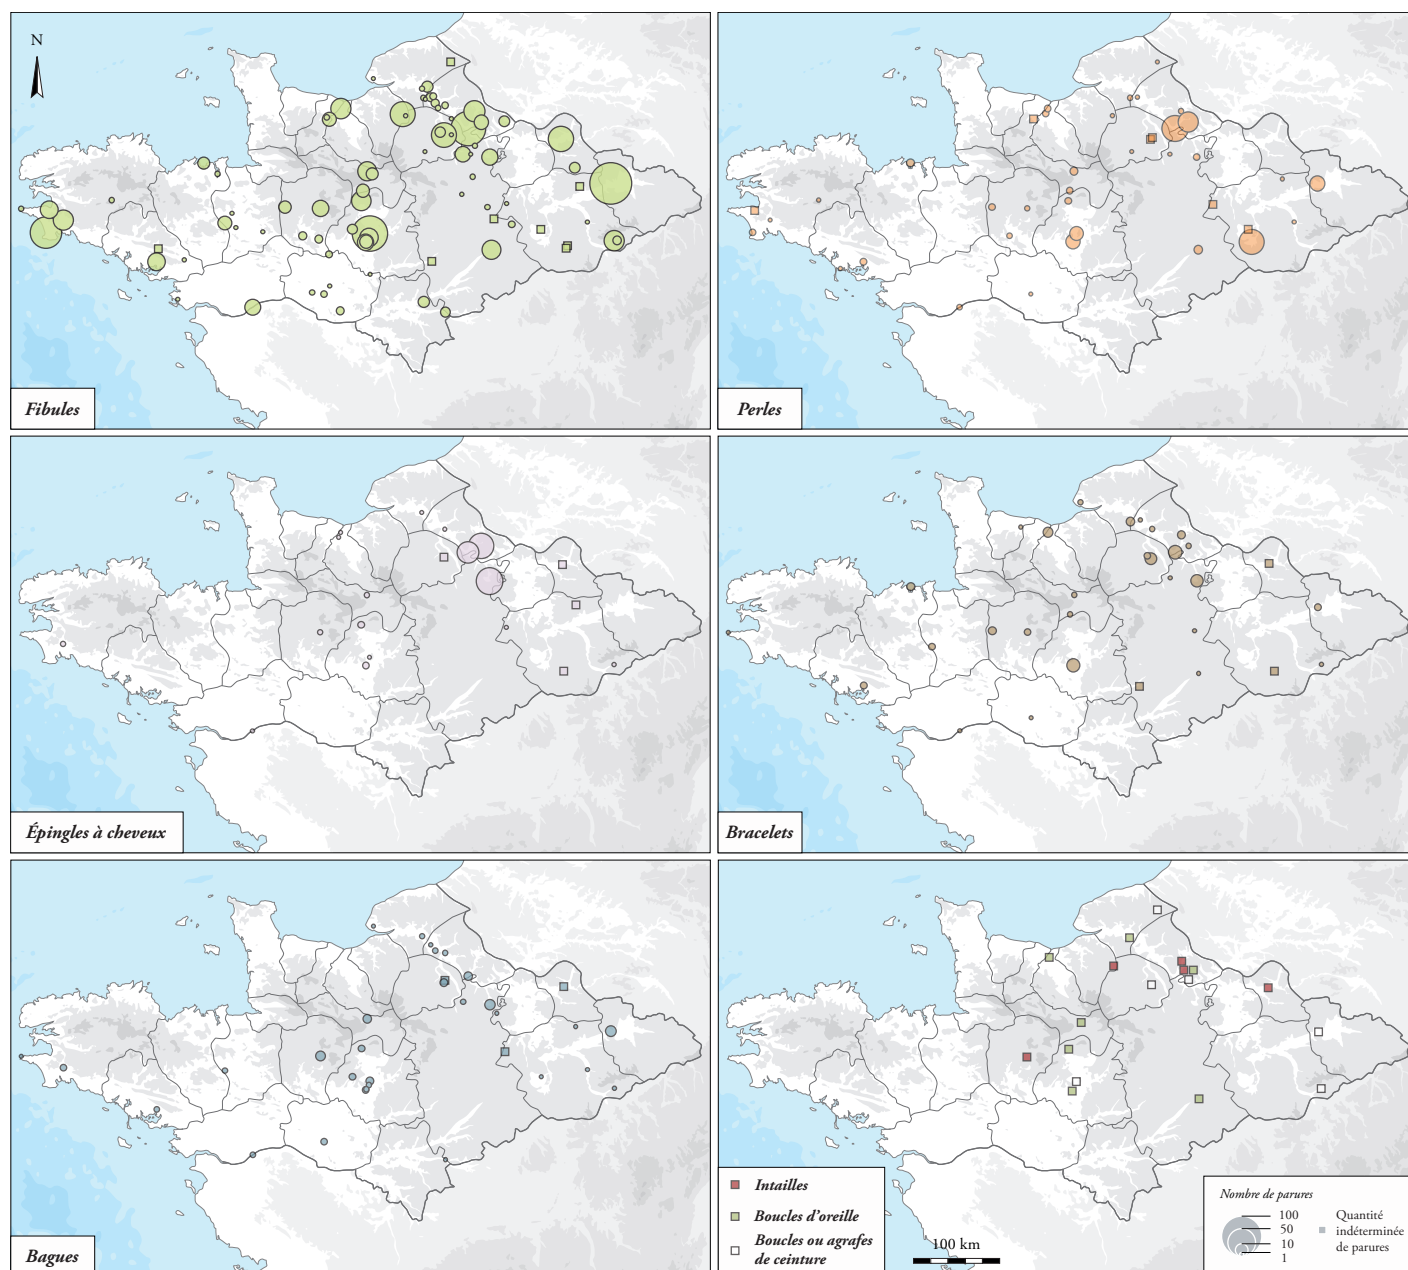 N
Fibules
Perles
Épingles à cheveux
Bracelets
Bagues
Intailles
Boucles d'oreille
Boucles ou agrafes
de ceinture
100 km
Nombre de parures
100
50
10
1
Quantité
indéterminée
de parures